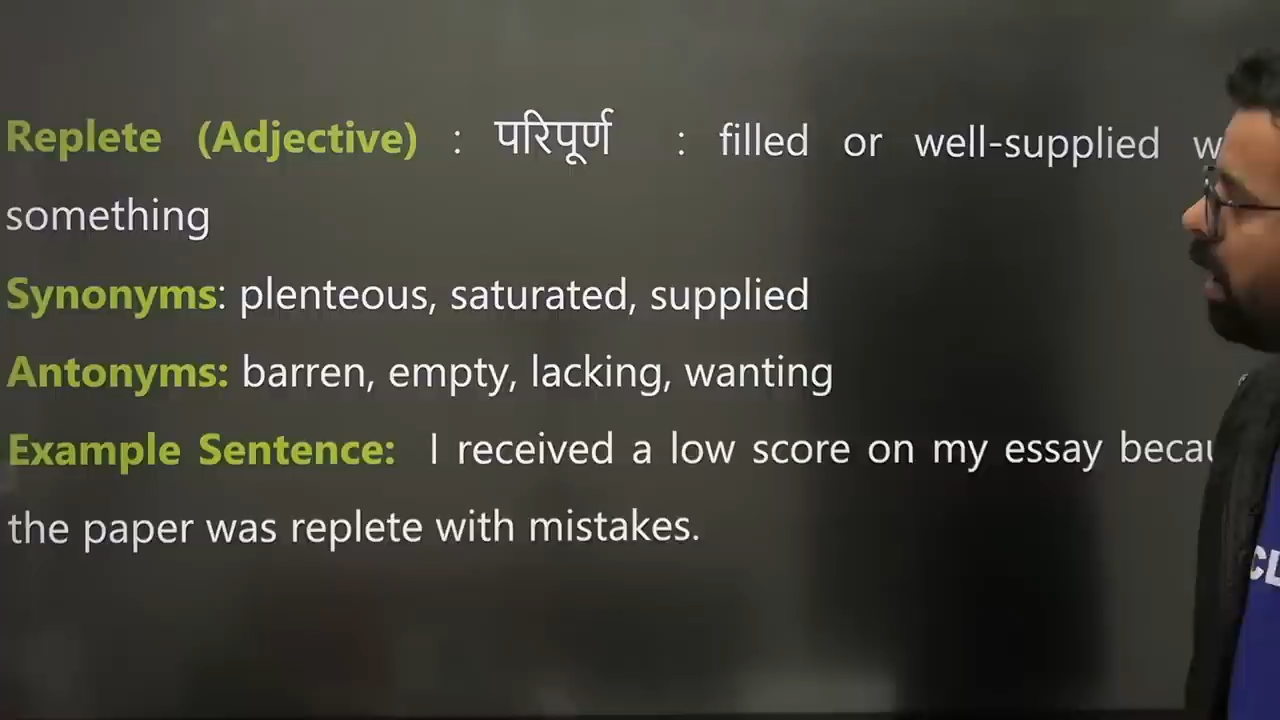 Replete (Adjective) : परिपूर्ण : filled or well-supplied
something
Synonyms: plenteous, saturated, supplied
Antonyms: barren, empty, lacking, wanting
Example Sentence: I received a low score on my essay
the paper was replete with mistakes.